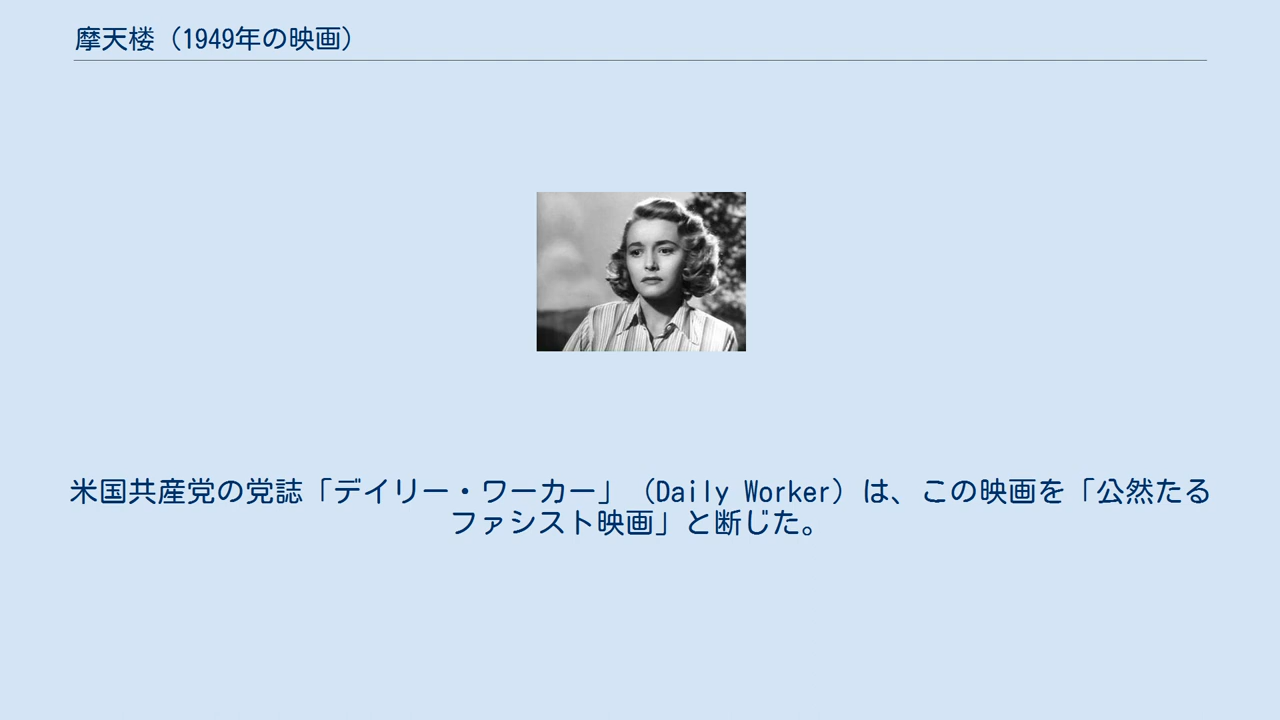 摩天楼（1949年の映画）
米国共産党の党誌「デイリー・ワーカー」（Daily Worker）は、この映画を「公然たる
ファシスト映画」と断じた。